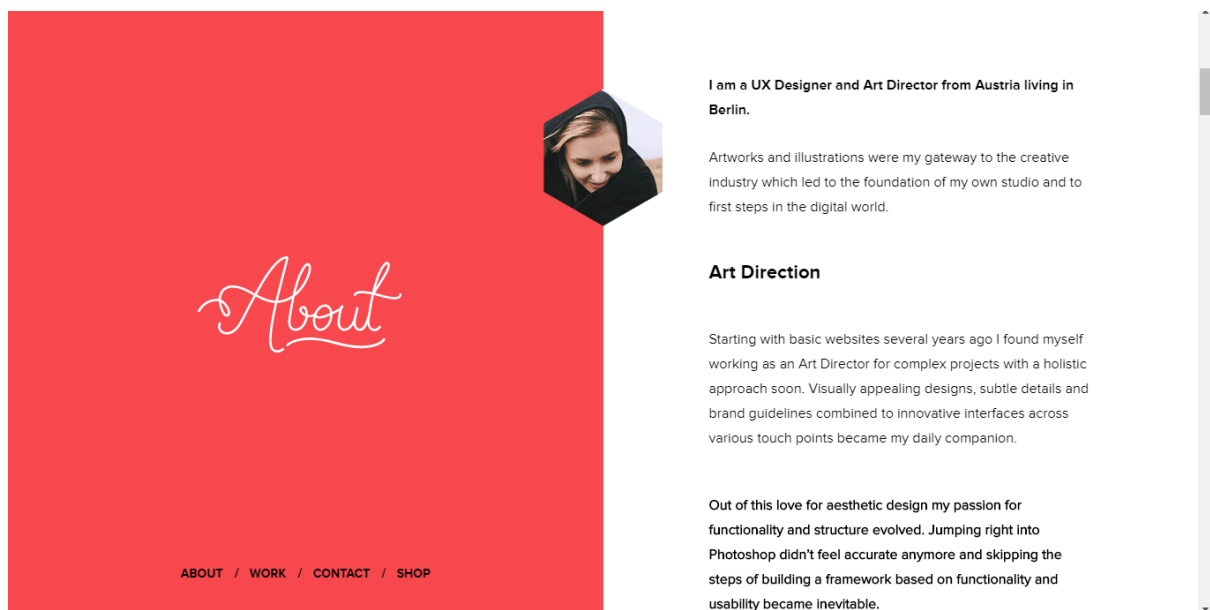 About
ABOUT / WORK / CONTACT / SHOP
I am a UX Designer and Art Director from Austria living in
Berlin.
Artworks and illustrations were my gateway to the creative
industry which led to the foundation of my own studio and to
first steps in the digital world.
Art Direction
Starting with basic websites several years ago I found myself
working as an Art Director for complex projects with a holistic
approach soon. Visually appealing designs, subtle details and
brand guidelines combined to innovative interfaces across
various touch points became my daily companion.
Out of this love for aesthetic design my passion for
functionality and structure evolved. Jumping right into
Photoshop didn’t feel accurate anymore and skipping the
steps of building a framework based on functionality and
usability became inevitable.